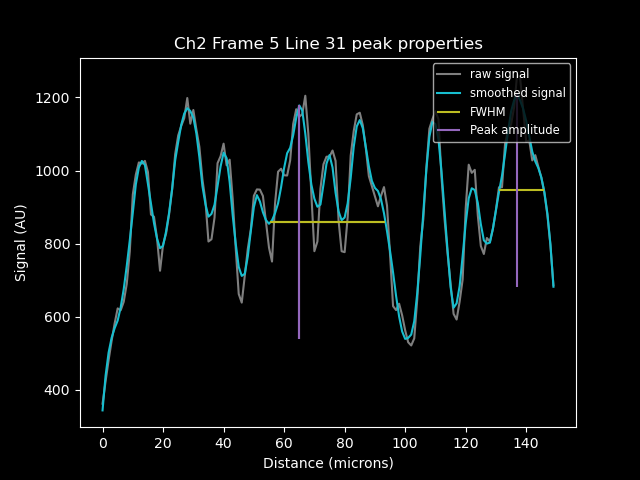 Ch2 Frame 5 Line 31 peak properties
raw signal
smoothed signal
FWHM
Peak amplitude
1200
1000
800
600
400
Signal (AU)
0 20 40 60 80 100 120 140
Distance (microns)